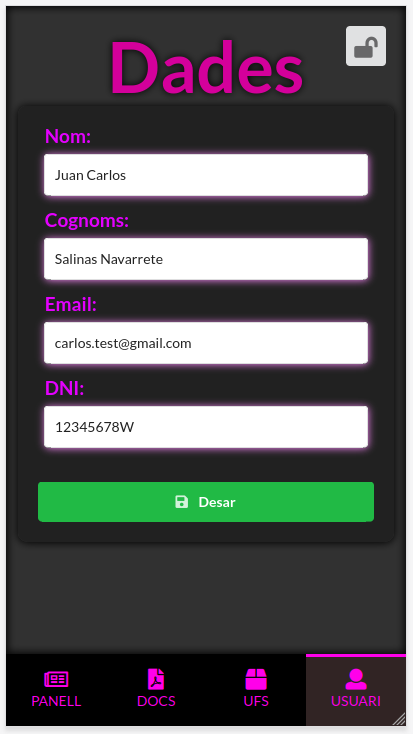 Dades
Nom:
Juan Carlos
Cognoms:
Salinas Navarrete
Email:
carlos.test@gmail.com
DNI:
12345678W
Desar
PANELL DOCS UFS USUARI